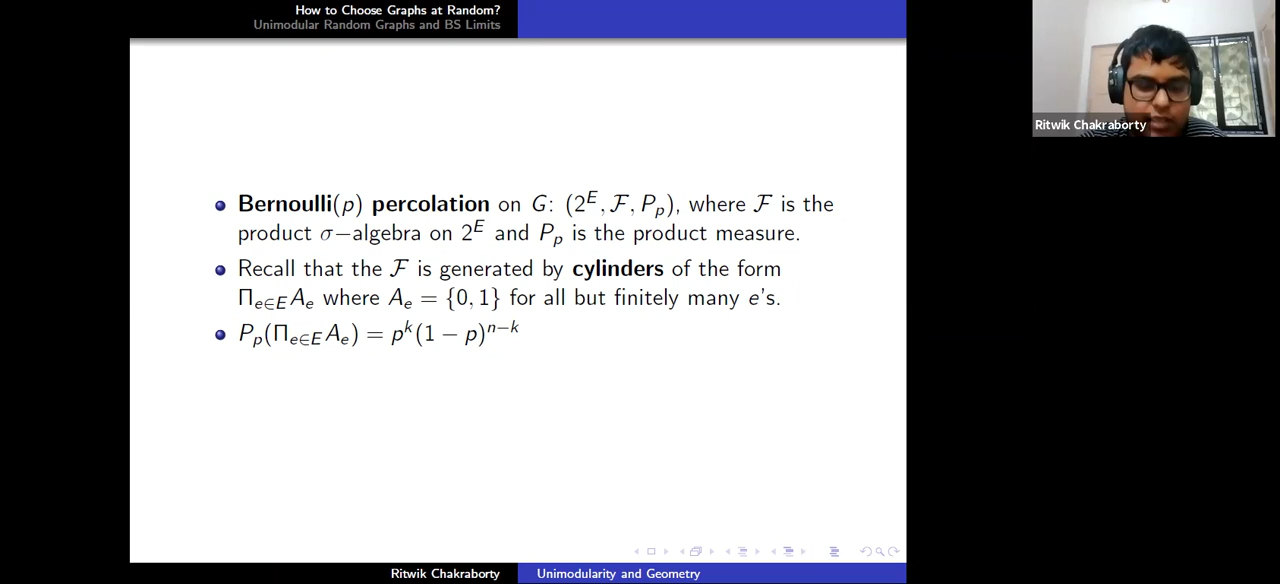 How to Choose Graphs at Random?
Unimodular Random Graphs and BS Limits
Ritwik Chakraborty
Bernoulli(p) percolation on G: (2^E, ℱ, P_p), where ℱ is the
product σ−algebra on 2^E and P_p is the product measure.
Recall that the ℱ is generated by cylinders of the form
Π_{e∈E} A_e where A_e = {0, 1} for all but finitely many e's.
P_p(Π_{e∈E} A_e) = p^k(1 − p)^{n−k}
Ritwik Chakraborty
Unimodularity and Geometry